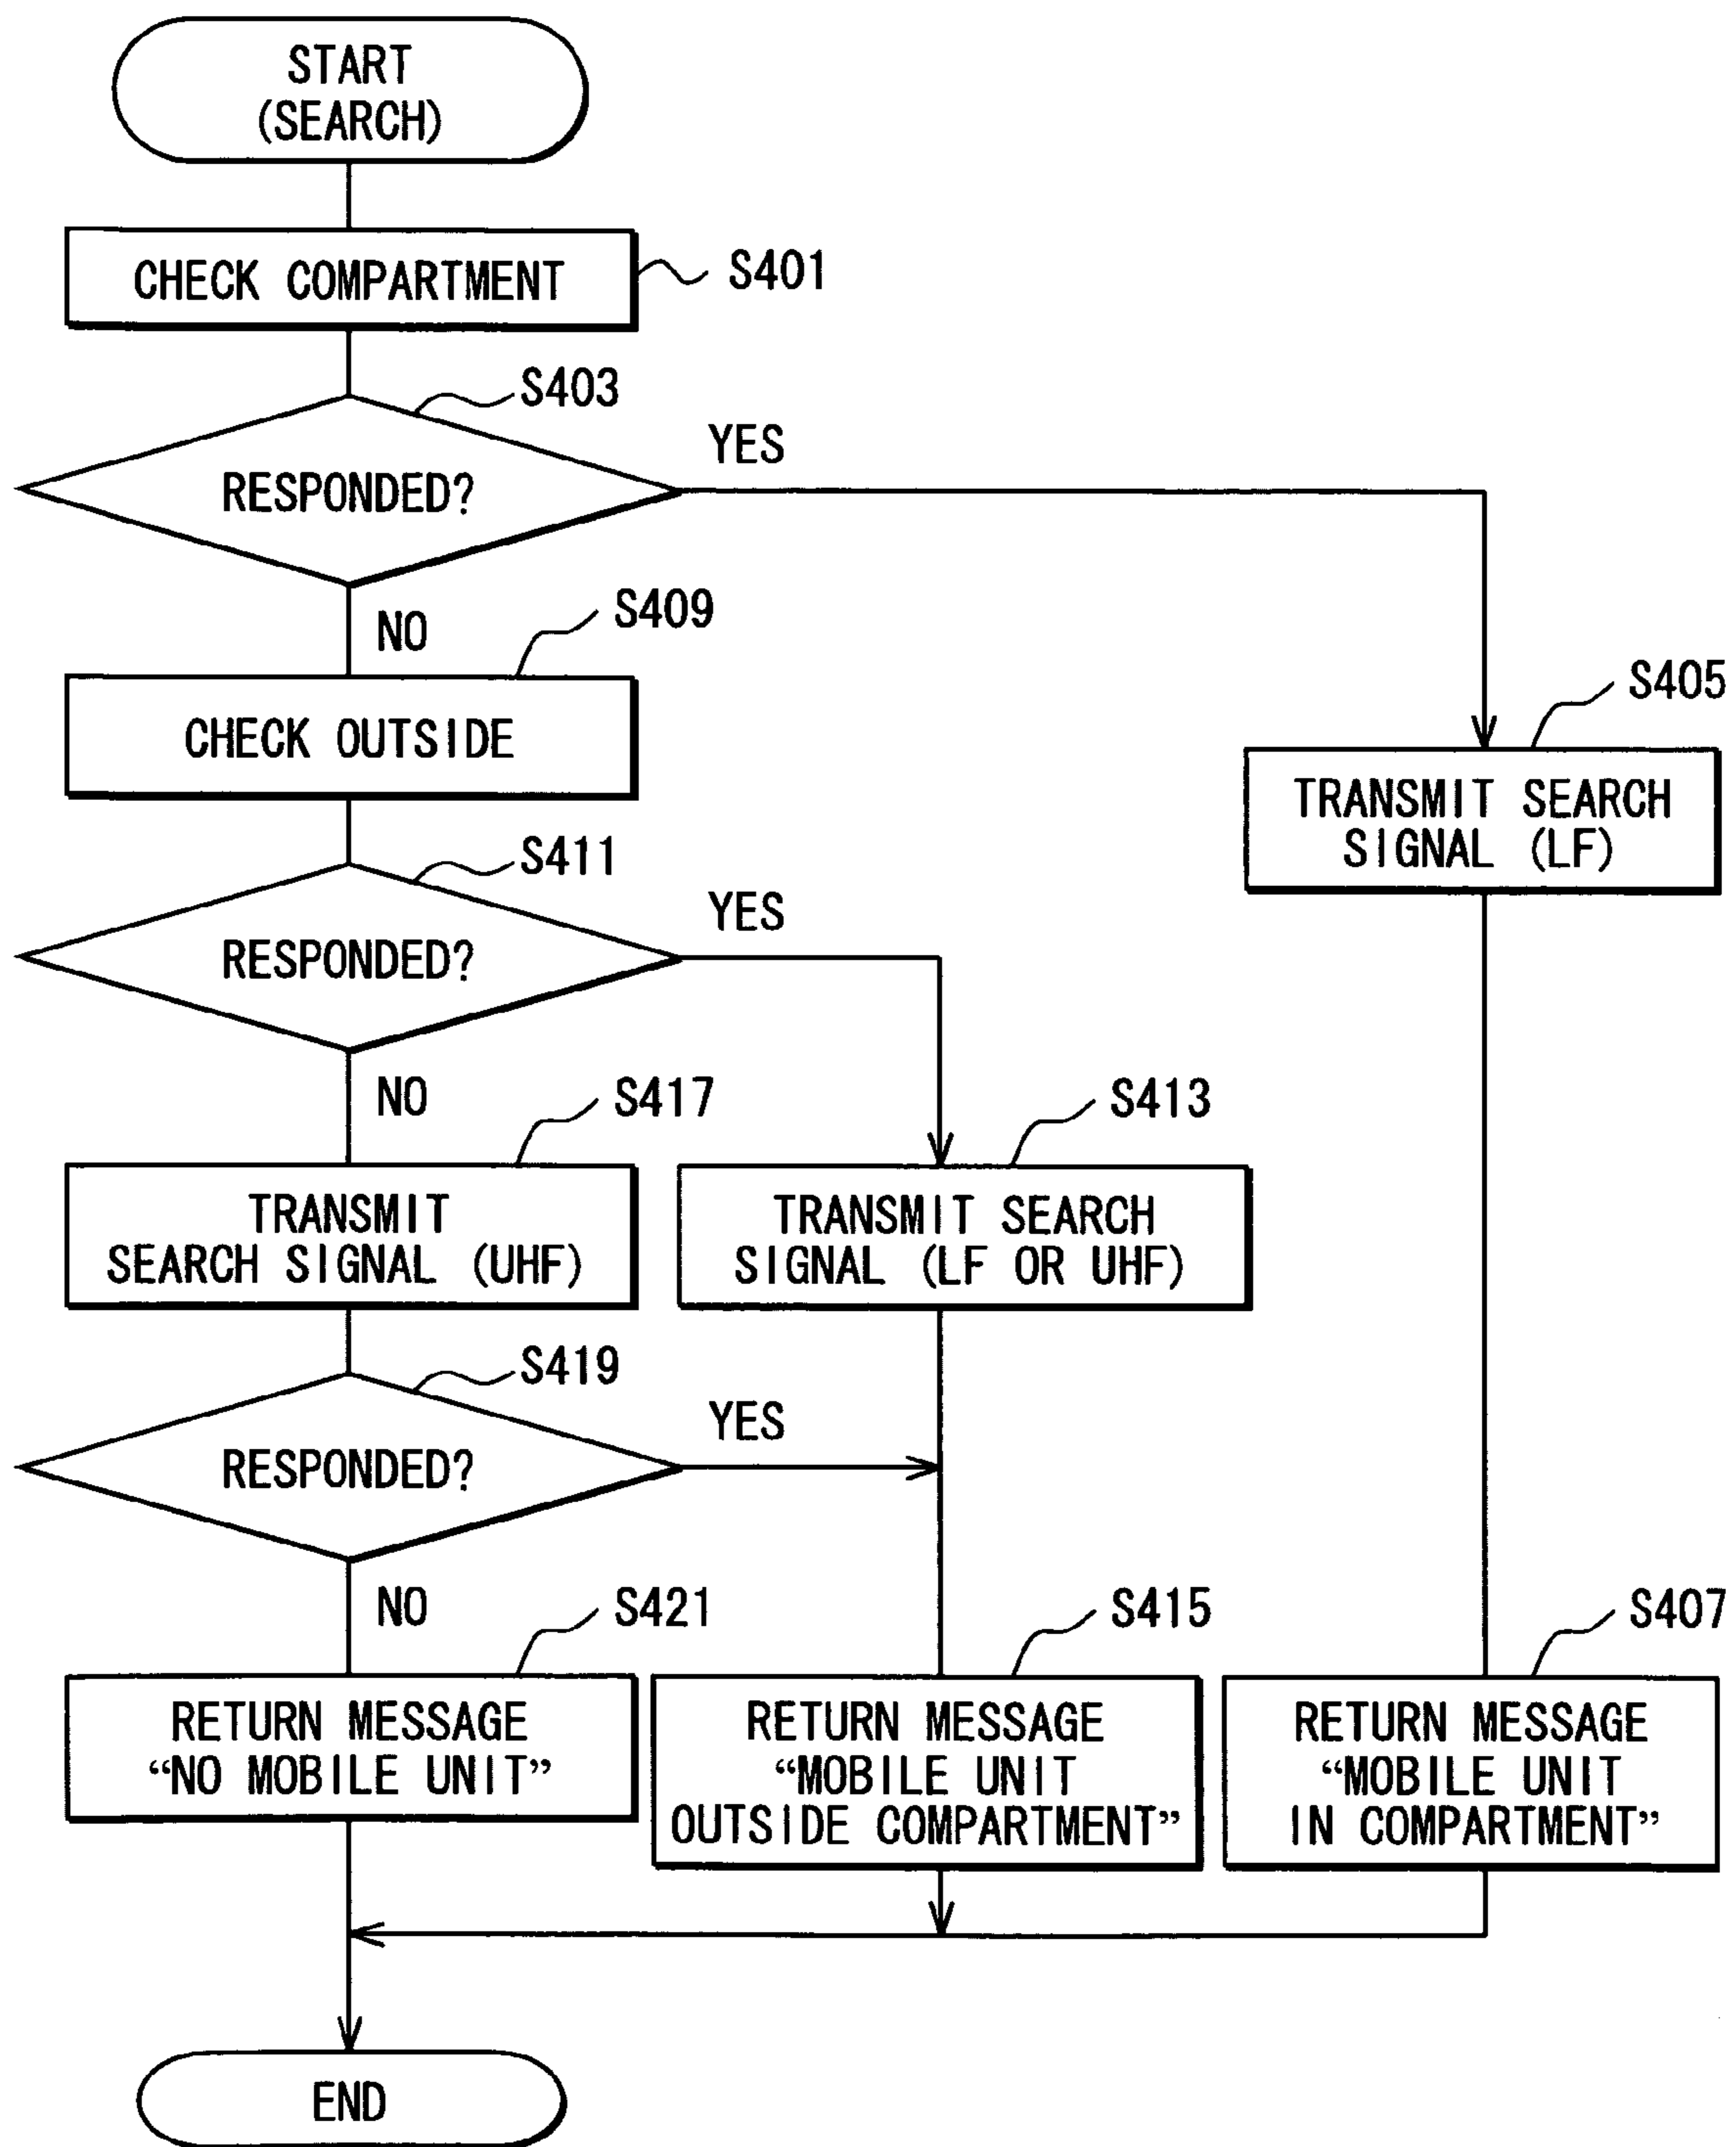 START
(SEARCH)
CHECK COMPARTMENT
S401
S403
RESPONDED?
YES
NO
S409
CHECK OUTSIDE
S405
TRANSMIT SEARCH
SIGNAL (LF)
S411
RESPONDED?
YES
NO
S417
TRANSMIT
SEARCH SIGNAL (UHF)
S413
TRANSMIT SEARCH
SIGNAL (LF OR UHF)
S419
RESPONDED?
YES
NO
S421
RETURN MESSAGE
“NO MOBILE UNIT”
S415
RETURN MESSAGE
“MOBILE UNIT
OUTSIDE COMPARTMENT”
S407
RETURN MESSAGE
“MOBILE UNIT
IN COMPARTMENT”
END